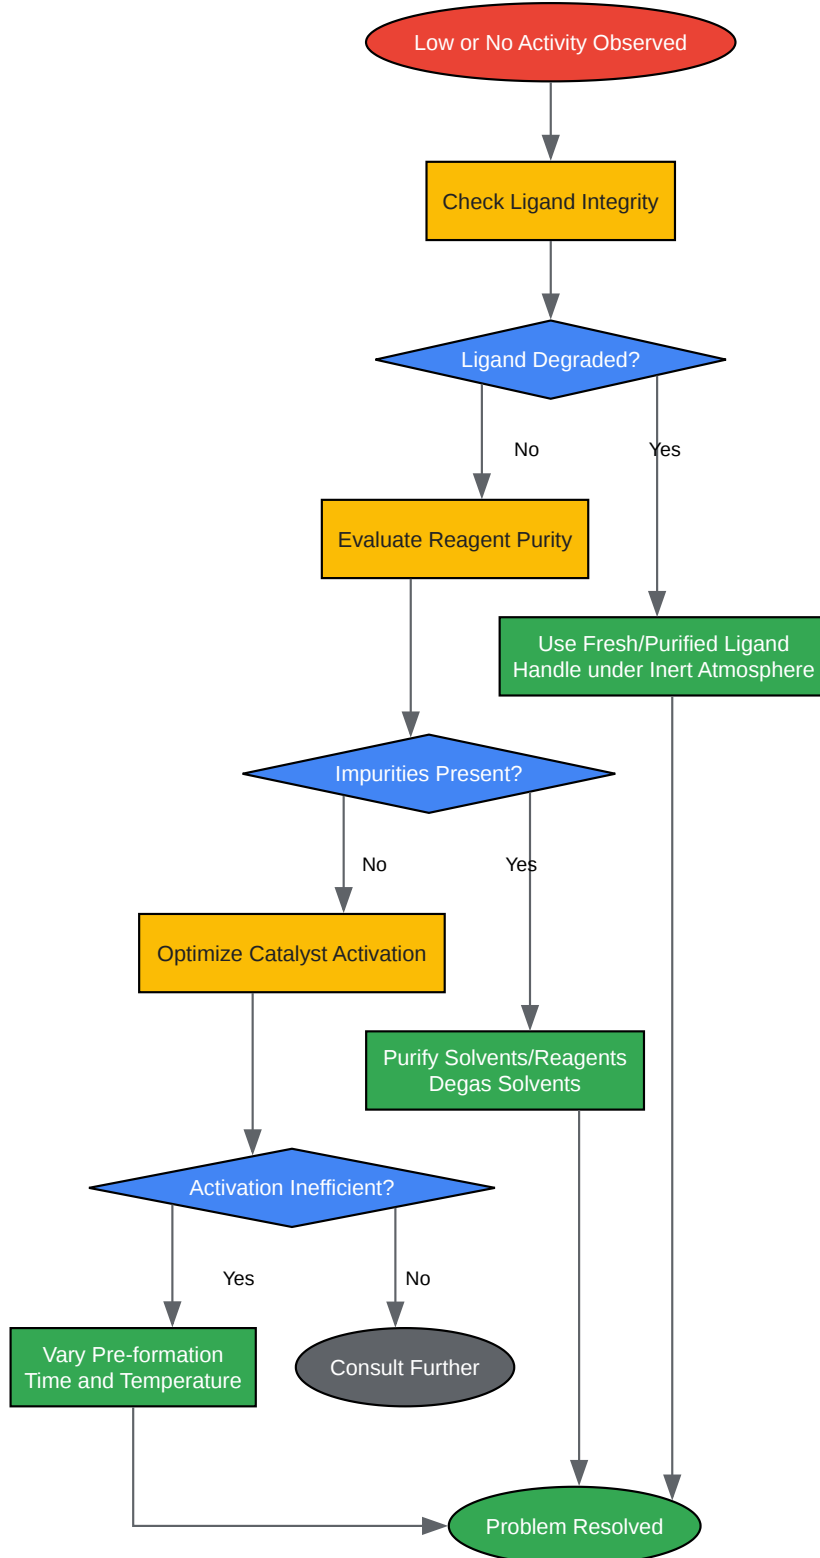 Low or No Activity Observed
Check Ligand Integrity
Ligand Degraded?
No
Yes
Evaluate Reagent Purity
Use Fresh/Purified Ligand
Handle under Inert Atmosphere
Impurities Present?
No
Yes
Optimize Catalyst Activation
Purify Solvents/Reagents
Degas Solvents
Activation Inefficient?
Yes
No
Vary Pre-formation
Time and Temperature
Consult Further
Problem Resolved